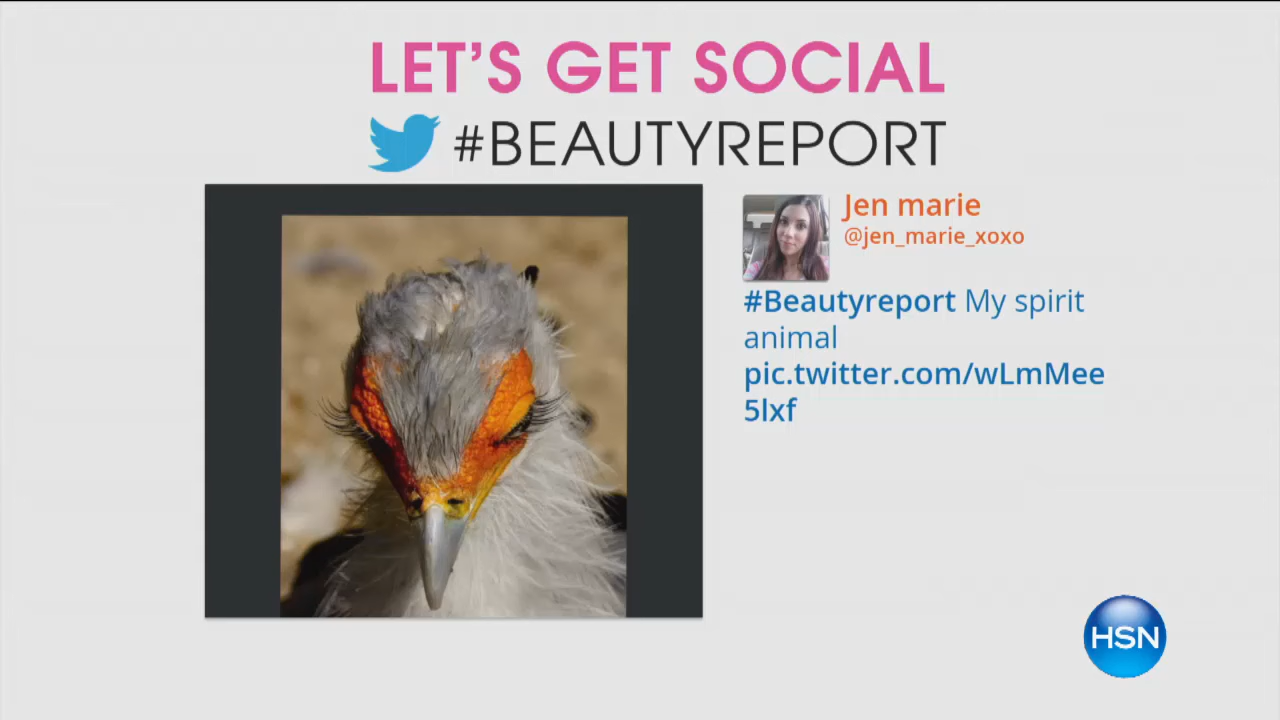 LET'S GET SOCIAL
#BEAUTYREPORT
Jen marie
@jen_marie_xoxo
#Beautyreport My spirit
animal
pic.twitter.com/wLmMee
5lxf
HSN